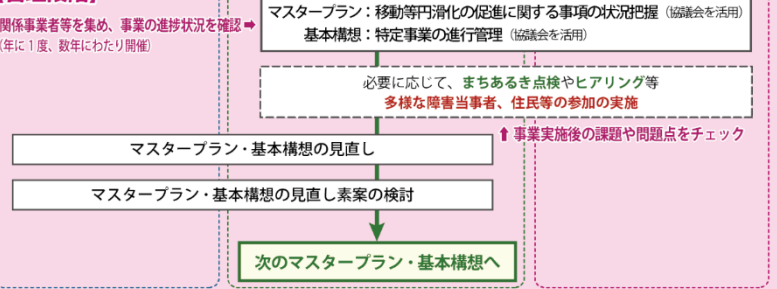 マスタープラン：移動等円滑化の促進に関する事項の状況把握（協議会を活用）
関係事業者等を集め、事業の進捗状況を確認➡
基本構想：特定事業の進行管理（協議会を活用）
（年に１度、数年にわたり開催）
必要に応じて、まちあるき点検やヒアリング等
多様な障害当事者、住民等の参加の実施
⬆事業実施後の課題や問題点をチェック
マスタープラン・基本構想の見直し
マスタープラン・基本構想の見直し素案の検討
次のマスタープラン・基本構想へ